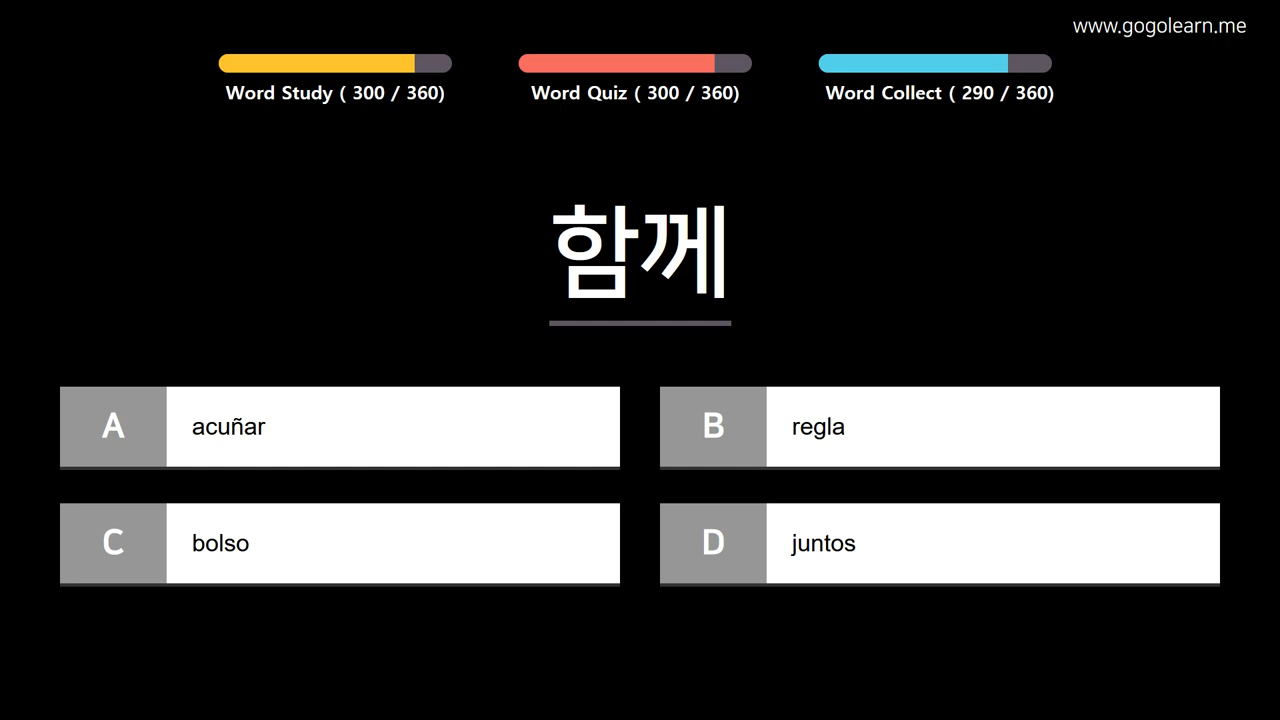 www.gogolearn.me
Word Study ( 300 / 360)
Word Quiz ( 300 / 360)
Word Collect ( 290 / 360)
함께
A
acuñar
B
regla
C
bolso
D
juntos